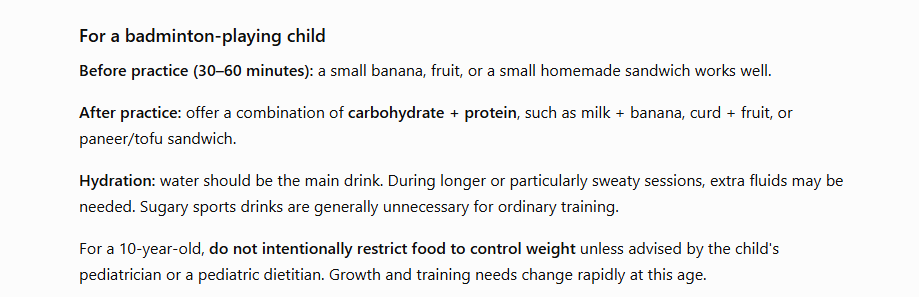 For a badminton-playing child
Before practice (30–60 minutes): a small banana, fruit, or a small homemade sandwich works well.
After practice: offer a combination of carbohydrate + protein, such as milk + banana, curd + fruit, or
paneer/tofu sandwich.
Hydration: water should be the main drink. During longer or particularly sweaty sessions, extra fluids may be
needed. Sugary sports drinks are generally unnecessary for ordinary training.
For a 10-year-old, do not intentionally restrict food to control weight unless advised by the child's
pediatrician or a pediatric dietitian. Growth and training needs change rapidly at this age.